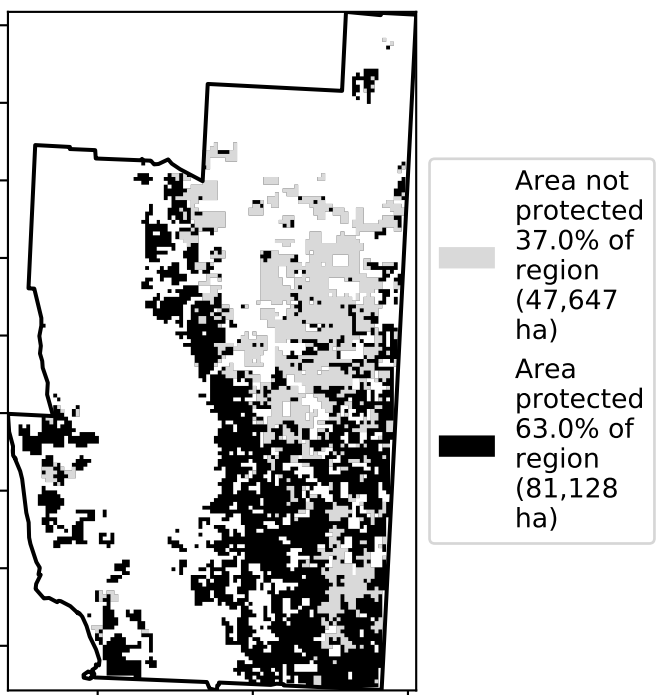 Area not
protected
37.0% of
region
(47,647
ha)
Area
protected
63.0% of
region
(81,128
ha)